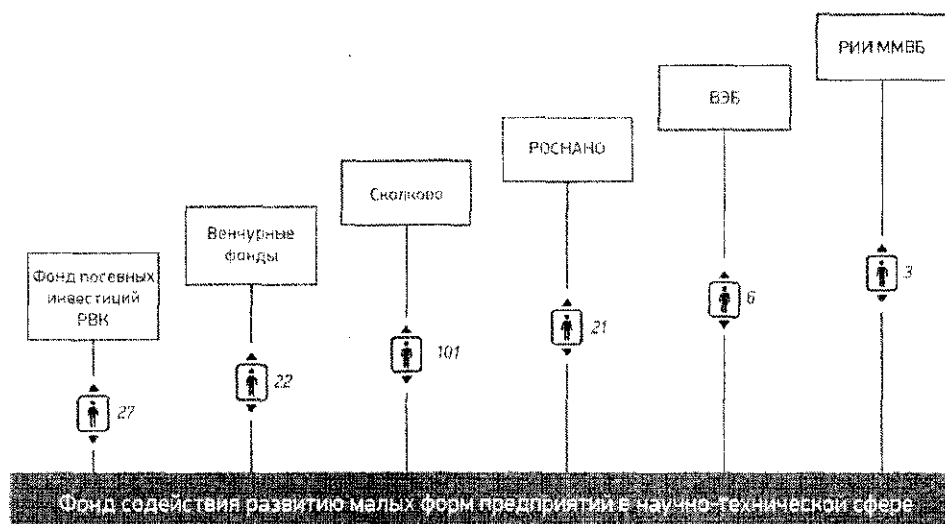 РИИ ММВБ
ВЭБ
РОСНАНО
Сколково
Венчурные
фонды
Фонд посевных
инвестиций
РВК
27
22
101
21
6
3
Фонд содействия развитию малых форм предприятий в научно-технической сфере